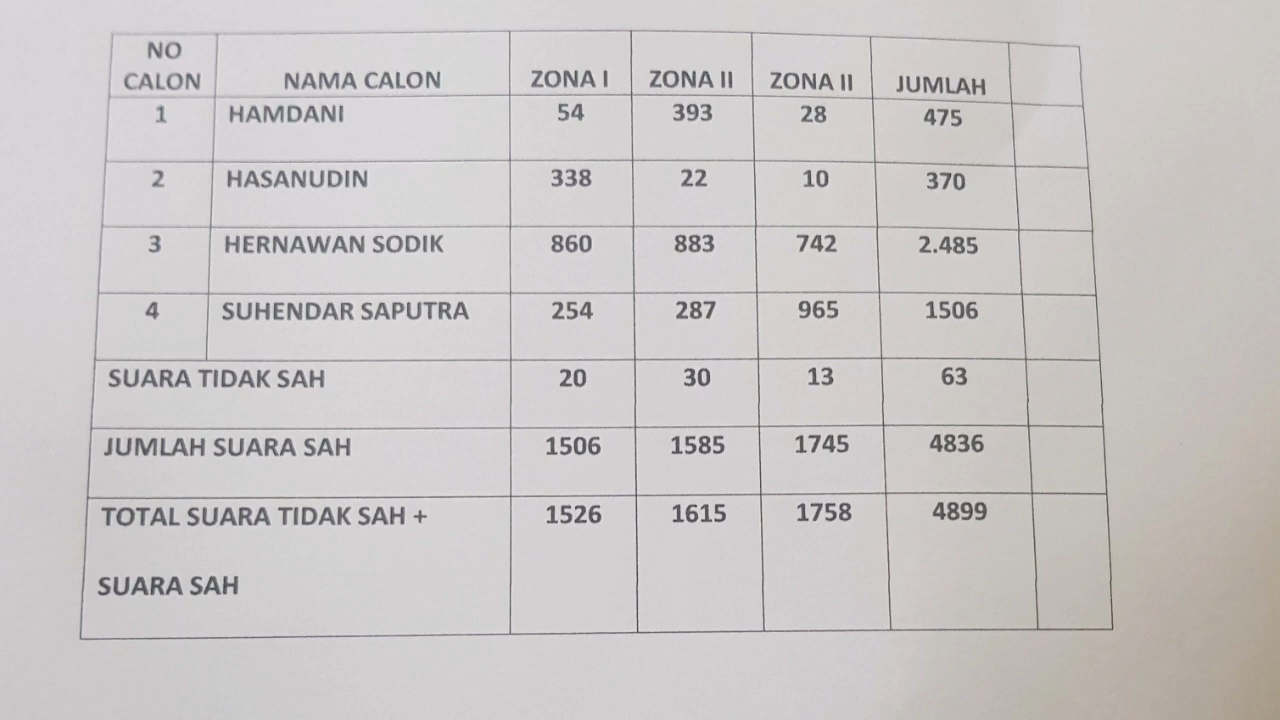 NO CALON NAMA CALON ZONA I ZONA II ZONA II JUMLAH
1 HAMDANI 54 393 28 475
2 HASANUDIN 338 22 10 370
3 HERNAWAN SODIK 860 883 742 2.485
4 SUHENDAR SAPUTRA 254 287 965 1506
SUARA TIDAK SAH 20 30 13 63
JUMLAH SUARA SAH 1506 1585 1745 4836
TOTAL SUARA TIDAK SAH + 1526 1615 1758 4899
SUARA SAH